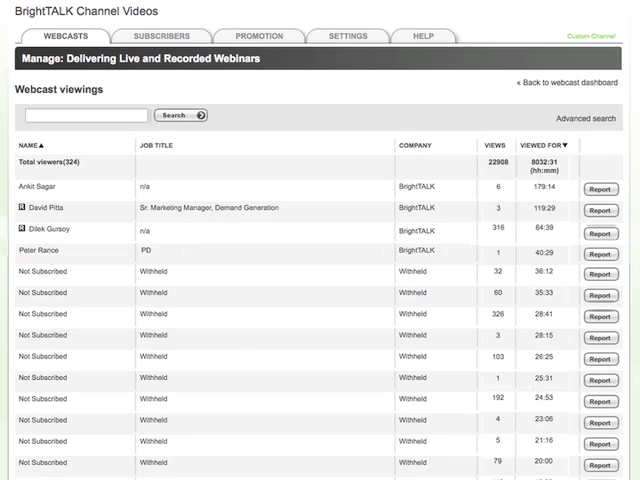 BrightTALK Channel Videos
WEBCASTS SUBSCRIBERS PROMOTION SETTINGS HELP Custom Channel
Manage: Delivering Live and Recorded Webinars
« Back to webcast dashboard
Webcast viewings
Search Advanced search
NAME▲ JOB TITLE COMPANY VIEWS VIEWED FOR▼
Total viewers(324) 22908 8032:31
(hh:mm)
Ankit Sagar n/a BrightTALK 6 179:14 Report
R David Pitta Sr. Marketing Manager, Demand Generation BrightTALK 3 119:29 Report
R Dilek Gursoy n/a BrightTALK 316 64:39 Report
Peter Rance PD BrightTALK 1 40:29 Report
Not Subscribed Withheld Withheld 32 36:12 Report
Not Subscribed Withheld Withheld 60 35:33 Report
Not Subscribed Withheld Withheld 326 28:41 Report
Not Subscribed Withheld Withheld 3 28:15 Report
Not Subscribed Withheld Withheld 103 26:25 Report
Not Subscribed Withheld Withheld 1 25:31 Report
Not Subscribed Withheld Withheld 192 24:53 Report
Not Subscribed Withheld Withheld 4 23:06 Report
Not Subscribed Withheld Withheld 5 21:16 Report
Not Subscribed Withheld Withheld 79 20:00 Report